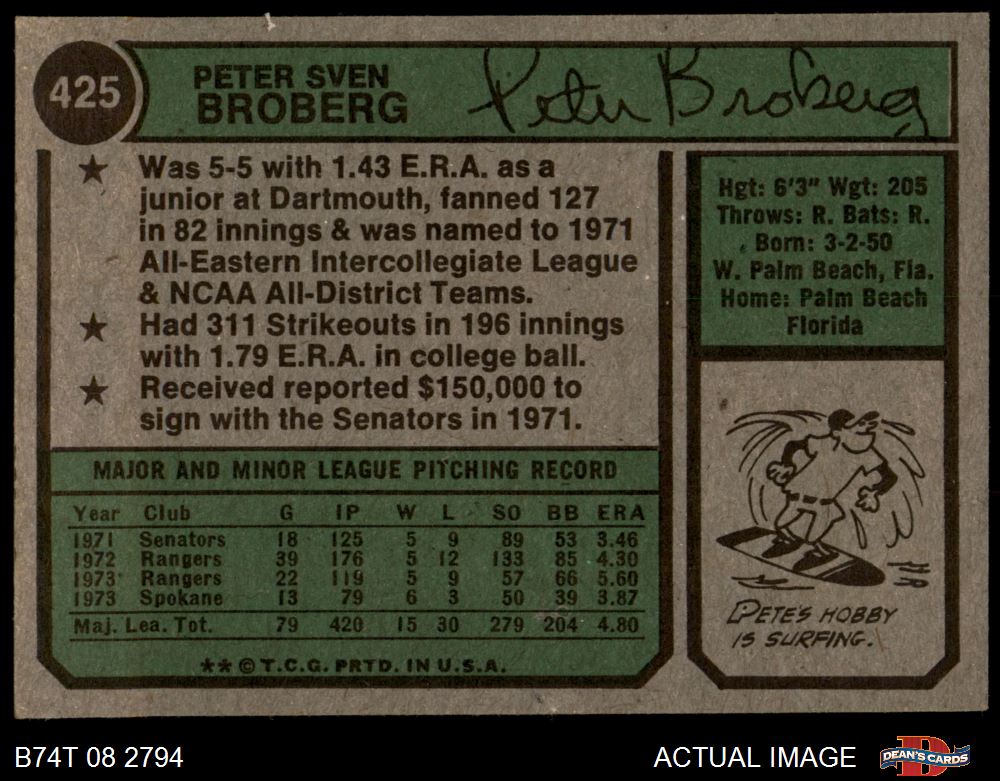 425
PETER SVEN
BROBERG
Peter Broberg
★ Was 5-5 with 1.43 E.R.A. as a
junior at Dartmouth, fanned 127
in 82 innings & was named to 1971
All-Eastern Intercollegiate League
& NCAA All-District Teams.
★ Had 311 Strikeouts in 196 innings
with 1.79 E.R.A. in college ball.
★ Received reported $150,000 to
sign with the Senators in 1971.
Hgt: 6'3" Wgt: 205
Throws: R. Bats: R.
Born: 3-2-50
W. Palm Beach, Fla.
Home: Palm Beach
Florida
MAJOR AND MINOR LEAGUE PITCHING RECORD
Year Club G IP W L SO BB ERA
1971 Senators 18 125 5 9 89 53 3.46
1972 Rangers 39 176 5 12 133 85 4.30
1973 Rangers 22 119 5 9 57 66 5.60
1973 Spokane 13 79 6 3 50 39 3.87
Maj. Lea. Tot. 79 420 15 30 279 204 4.80
**© T.C.G. PRTD. IN U.S.A.
PETE'S HOBBY
IS SURFING.
B74T 08 2794
ACTUAL IMAGE
DEAN'S CARDS